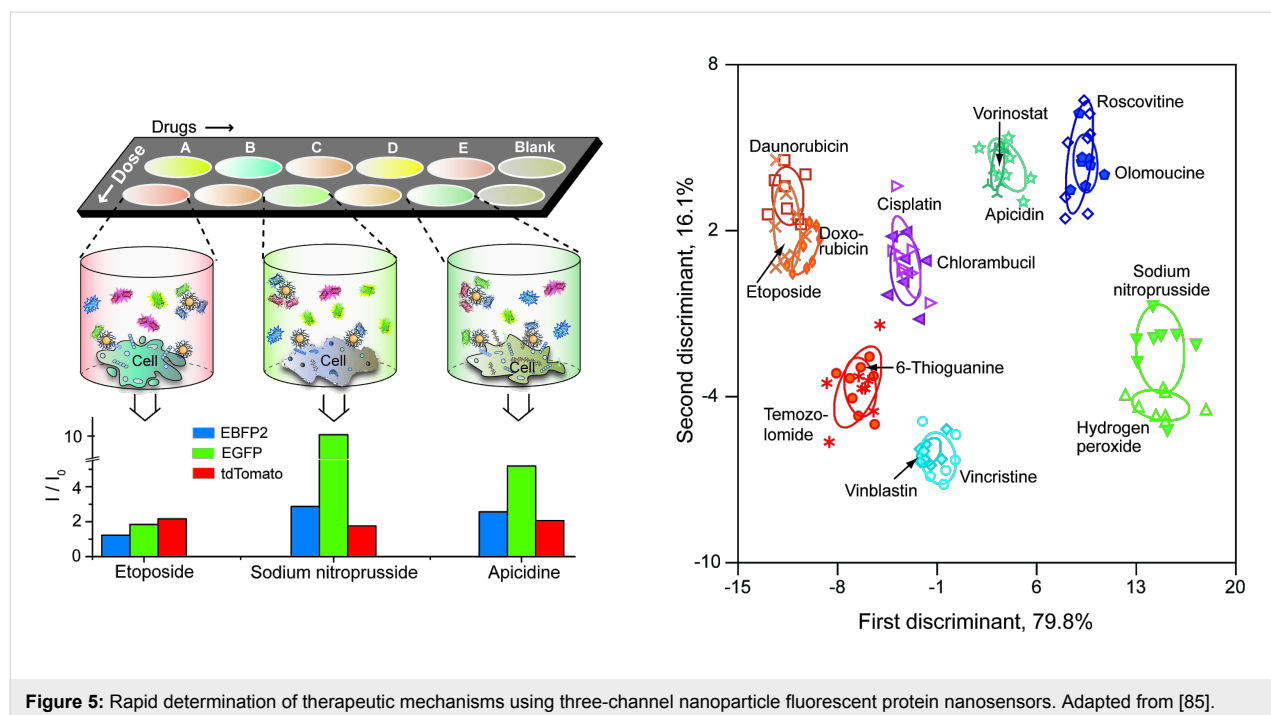 Drugs →
A B C D E Blank
← Dose
Cell
Cell
Cell
10
4
2
0
I / I0
EBFP2
EGFP
tdTomato
Etoposide
Sodium nitroprusside
Apicidine
8
2
-4
-10
Second discriminant, 16.1%
Daunorubicin
Doxo-
rubicin
Etoposide
Cisplatin
Chlorambucil
Vorinostat
Apicidin
Roscovitine
Olomoucine
Sodium
nitroprusside
Hydrogen
peroxide
6-Thioguanine
Temozo-
lomide
Vinblastin
Vincristine
-15 -8 -1 6 13 20
First discriminant, 79.8%
Figure 5: Rapid determination of therapeutic mechanisms using three-channel nanoparticle fluorescent protein nanosensors. Adapted from [85].